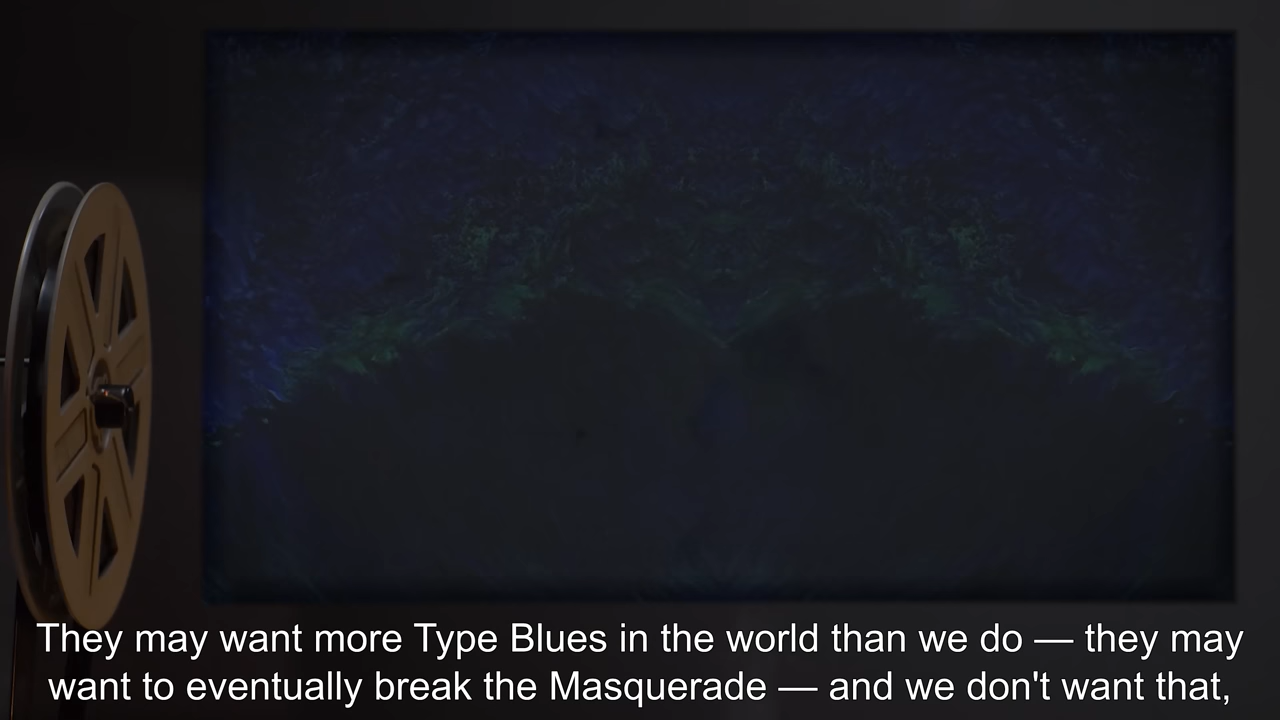 They may want more Type Blues in the world than we do — they may
want to eventually break the Masquerade — and we don't want that,